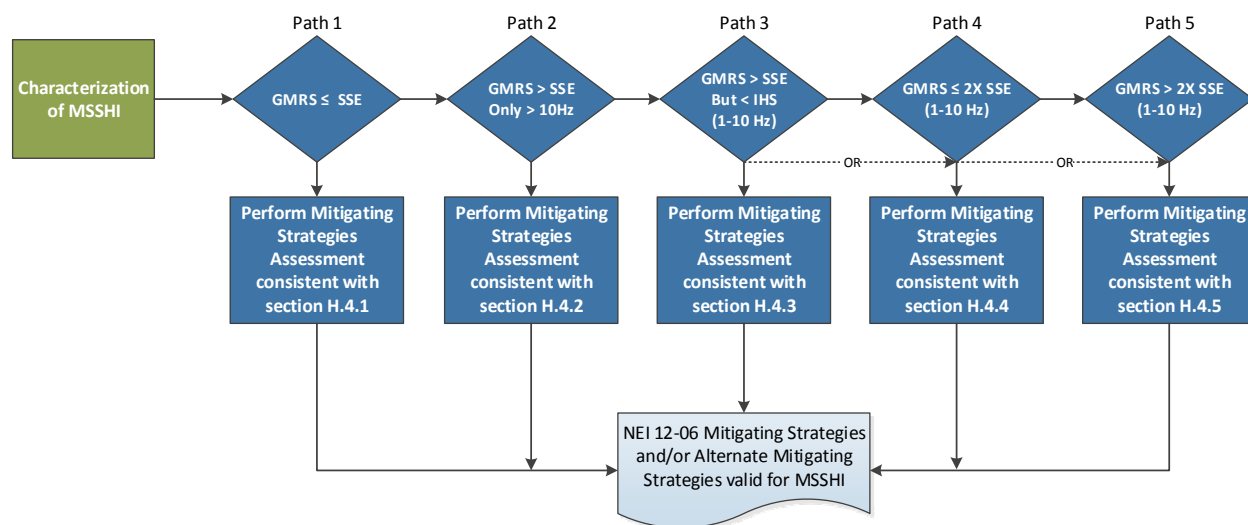 Path 1
Path 2
Path 3
Path 4
Path 5
Characterization
of MSSHI
GMRS ≤ SSE
GMRS > SSE
Only > 10Hz
GMRS > SSE
But < IHS
(1-10 Hz)
GMRS ≤ 2X SSE
(1-10 Hz)
GMRS > 2X SSE
(1-10 Hz)
OR
OR
Perform Mitigating
Strategies
Assessment
consistent with
section H.4.1
Perform Mitigating
Strategies
Assessment
consistent with
section H.4.2
Perform Mitigating
Strategies
Assessment
consistent with
section H.4.3
Perform Mitigating
Strategies
Assessment
consistent with
section H.4.4
Perform Mitigating
Strategies
Assessment
consistent with
section H.4.5
NEI 12-06 Mitigating Strategies
and/or Alternate Mitigating
Strategies valid for MSSHI